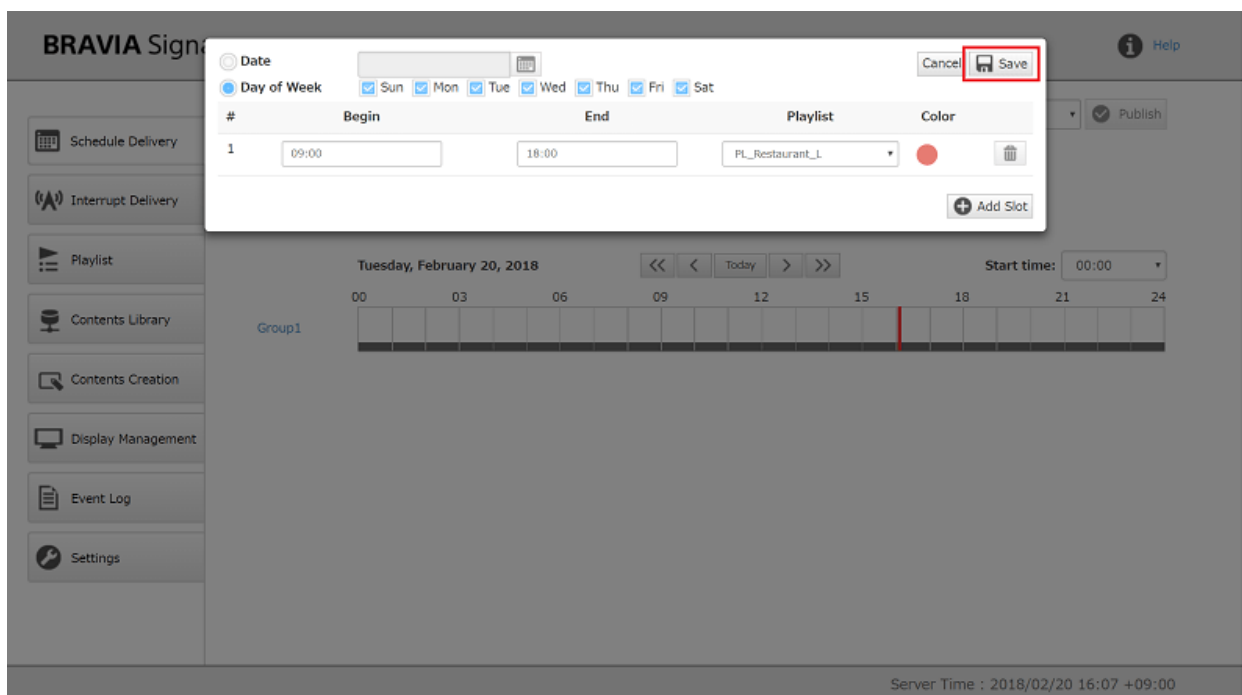 BRAVIA Signa
Help
Date
Cancel
Save
Day of Week
Sun Mon Tue Wed Thu Fri Sat
# Begin End Playlist Color
1 09:00 18:00 PL_Restaurant_L
Add Slot
Publish
Schedule Delivery
Interrupt Delivery
Playlist
Contents Library
Contents Creation
Display Management
Event Log
Settings
Tuesday, February 20, 2018
<< < Today > >>
Start time: 00:00
00 03 06 09 12 15 18 21 24
Group1
Server Time : 2018/02/20 16:07 +09:00